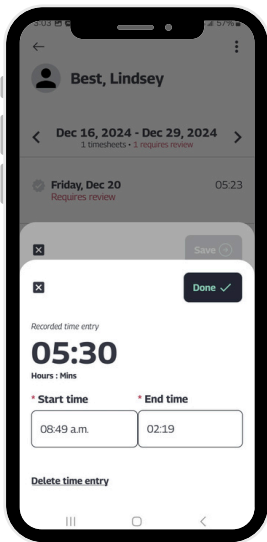 Best, Lindsey
Dec 16, 2024 - Dec 29, 2024
1 timesheets • 1 requires review
Friday, Dec 20
05:23
Requires review
Save
Done
Recorded time entry
05:30
Hours : Mins
* Start time
* End time
08:49 a.m.
02:19
Delete time entry